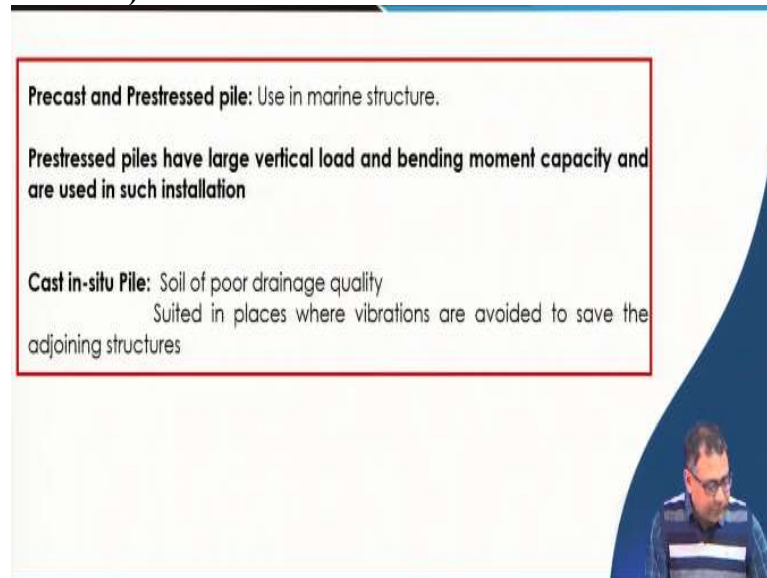 Precast and Prestressed pile: Use in marine structure.
Prestressed piles have large vertical load and bending moment capacity and
are used in such installation
Cast in-situ Pile: Soil of poor drainage quality
Suited in places where vibrations are avoided to save the
adjoining structures